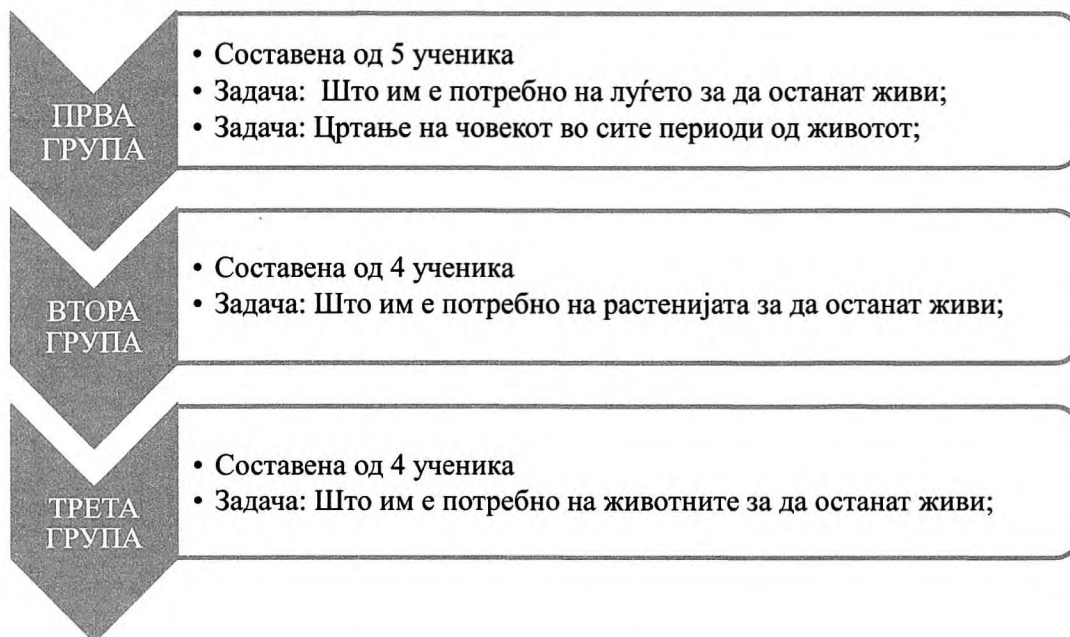 ПРВА
ГРУПА
• Составена од 5 ученика
• Задача: Што им е потребно на луѓето за да останат живи;
• Задача: Цртање на човекот во сите периоди од животот;
ВТОРА
ГРУПА
• Составена од 4 ученика
• Задача: Што им е потребно на растенијата за да останат живи;
ТРЕТА
ГРУПА
• Составена од 4 ученика
• Задача: Што им е потребно на животните за да останат живи;